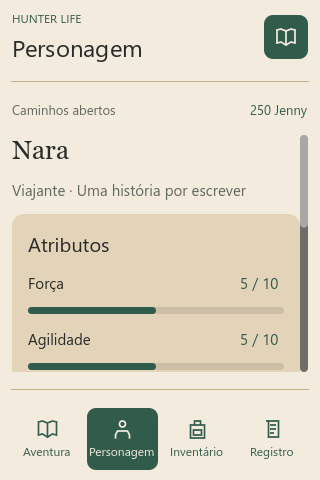 HUNTER LIFE
Personagem
Caminhos abertos 250 Jenny
Nara
Viajante · Uma história por escrever
Atributos
Força 5 / 10
Agilidade 5 / 10
Aventura Personagem Inventário Registro